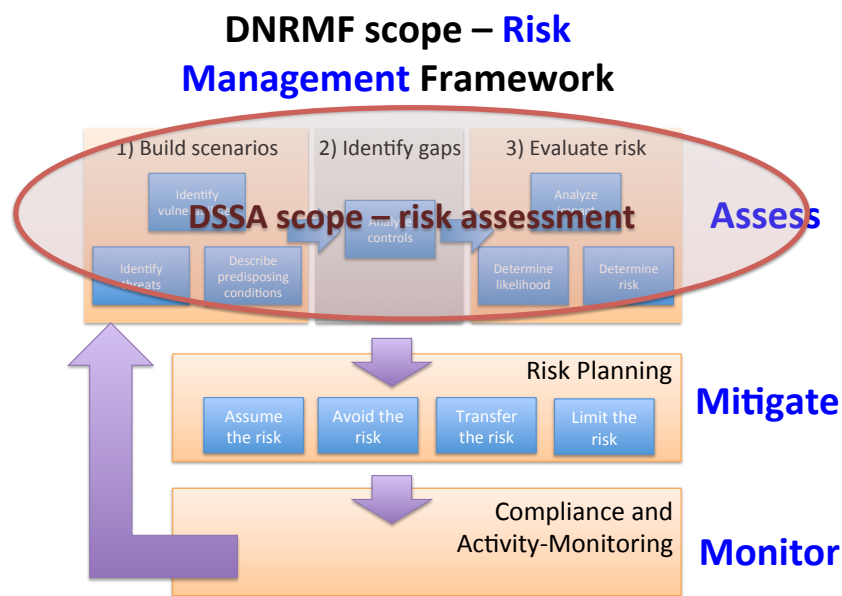 DNRMF scope – Risk
Management Framework
1) Build scenarios
2) Identify gaps
3) Evaluate risk
Identify
Analyze
DSSA scope – risk assessment
Assess
controls
Identify
threats
Describe
predisposing
conditions
Determine
likelihood
Determine
risk
Risk Planning
Mitigate
Assume
the risk
Avoid the
risk
Transfer
the risk
Limit the
risk
Compliance and
Activity-Monitoring
Monitor